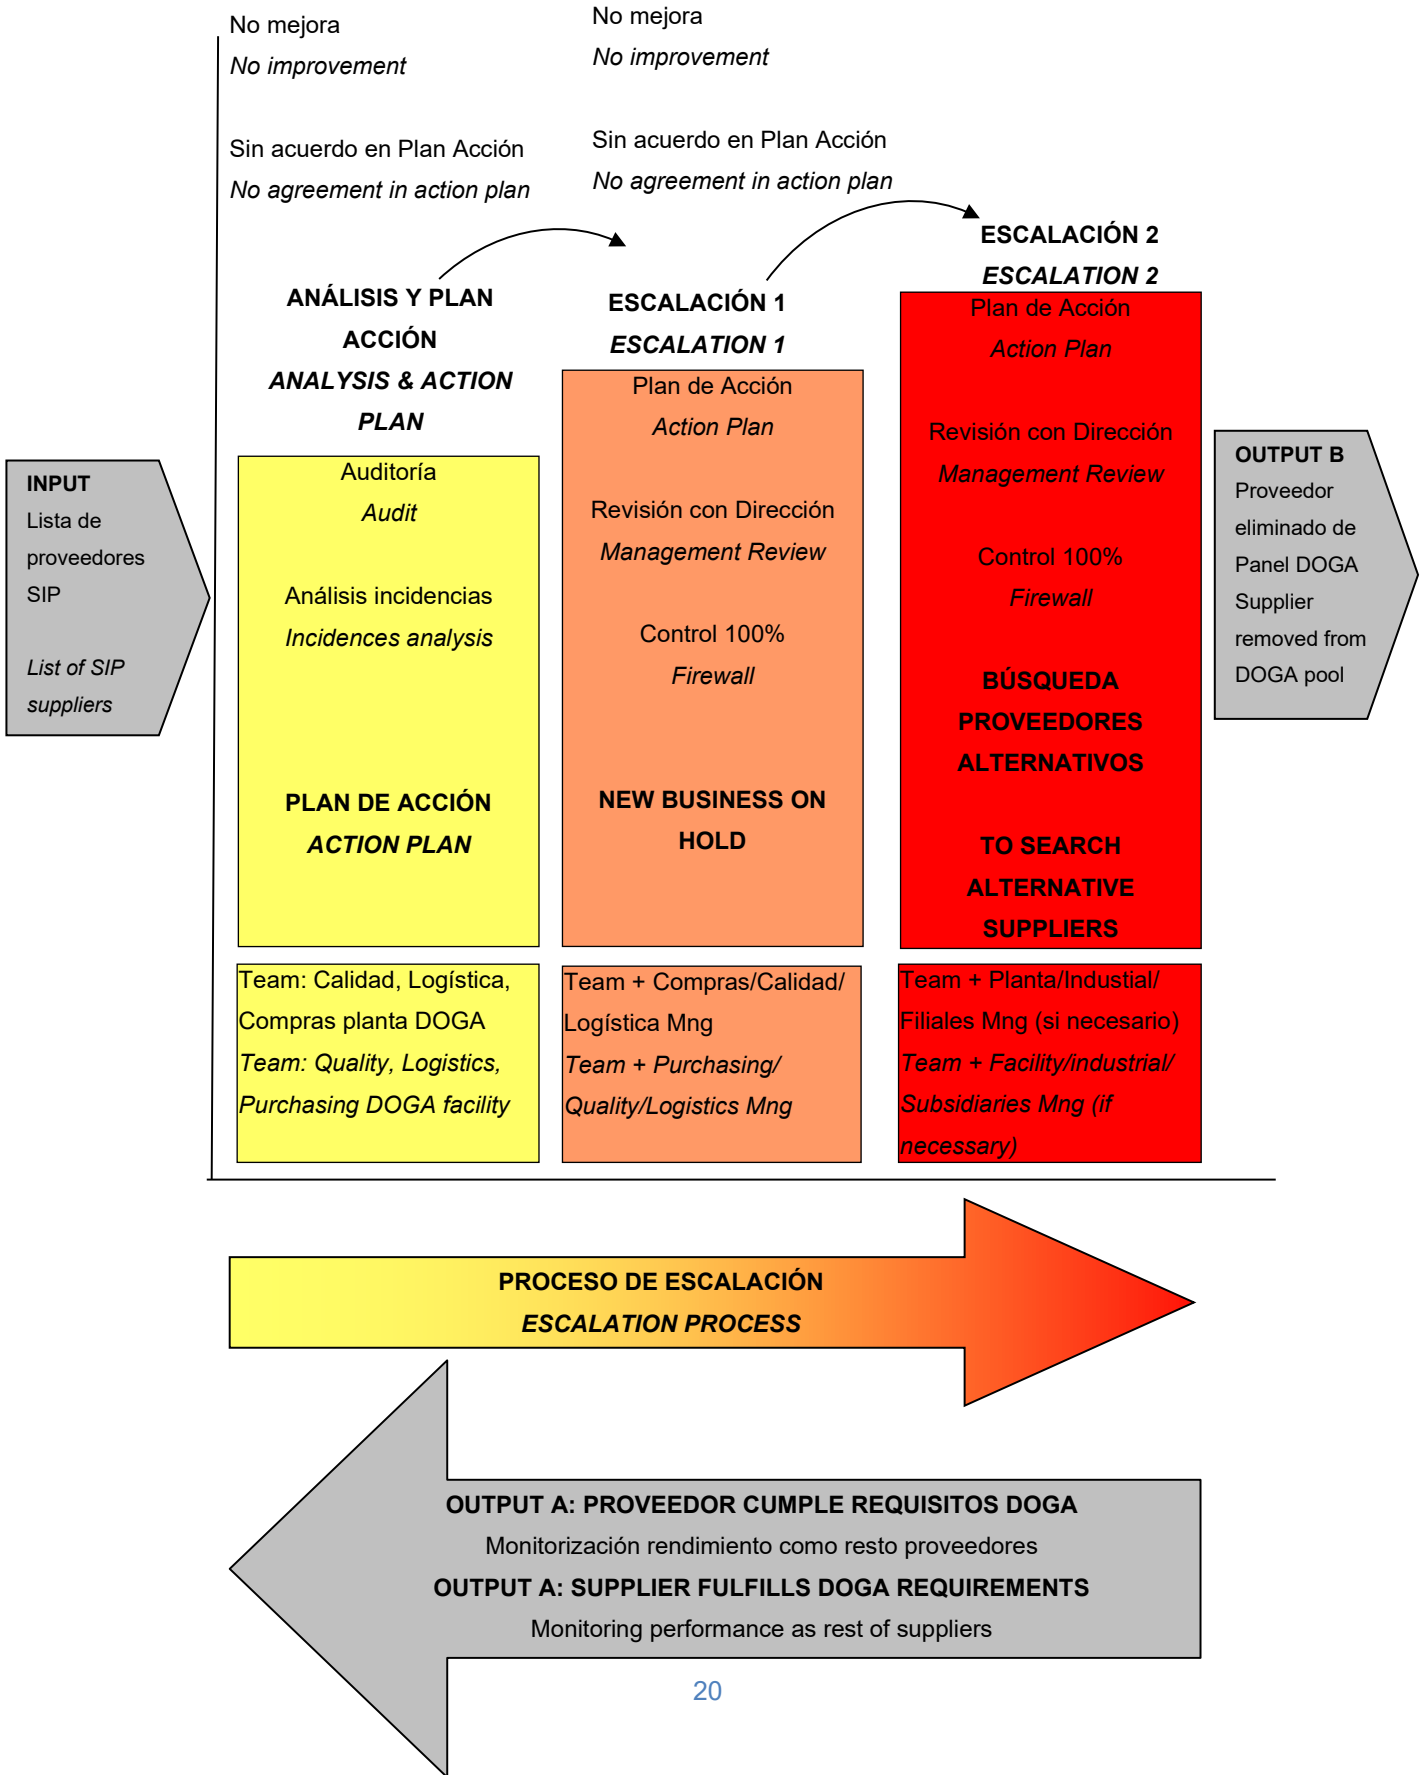 No mejora
No improvement
Sin acuerdo en Plan Acción
No agreement in action plan
No mejora
No improvement
Sin acuerdo en Plan Acción
No agreement in action plan
INPUT
Lista de
proveedores
SIP
List of SIP
suppliers
ANÁLISIS Y PLAN
ACCIÓN
ANALYSIS & ACTION
PLAN
Auditoría
Audit
Análisis incidencias
Incidences analysis
PLAN DE ACCIÓN
ACTION PLAN
Team: Calidad, Logística,
Compras planta DOGA
Team: Quality, Logistics,
Purchasing DOGA facility
ESCALACIÓN 1
ESCALATION 1
Plan de Acción
Action Plan
Revisión con Dirección
Management Review
Control 100%
Firewall
NEW BUSINESS ON
HOLD
Team + Compras/Calidad/
Logística Mng
Team + Purchasing/
Quality/Logistics Mng
ESCALACIÓN 2
ESCALATION 2
Plan de Acción
Action Plan
Revisión con Dirección
Management Review
Control 100%
Firewall
BÚSQUEDA
PROVEEDORES
ALTERNATIVOS
TO SEARCH
ALTERNATIVE
SUPPLIERS
Team + Planta/Industial/
Filiales Mng (si necesario)
Team + Facility/industrial/
Subsidiaries Mng (if
necessary)
OUTPUT B
Proveedor
eliminado de
Panel DOGA
Supplier
removed from
DOGA pool
PROCESO DE ESCALACIÓN
ESCALATION PROCESS
OUTPUT A: PROVEEDOR CUMPLE REQUISITOS DOGA
Monitorización rendimiento como resto proveedores
OUTPUT A: SUPPLIER FULFILLS DOGA REQUIREMENTS
Monitoring performance as rest of suppliers
20